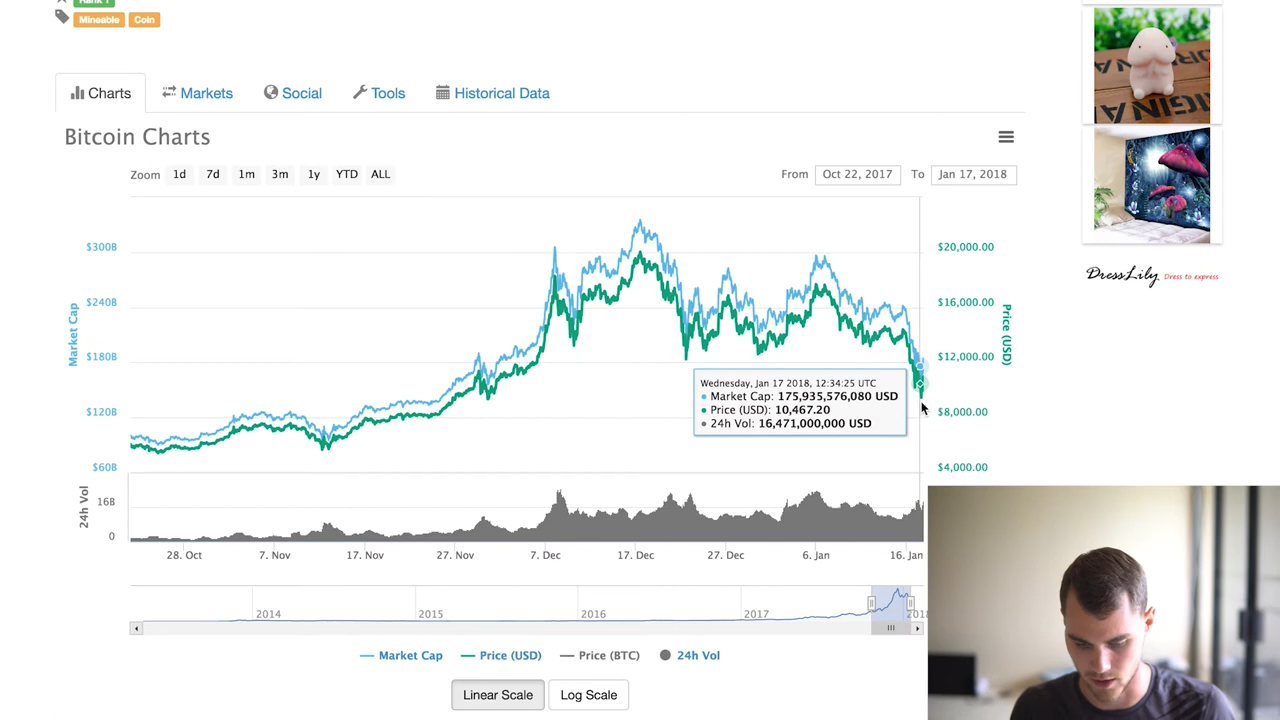 Rank 1
Mineable Coin
Charts Markets Social Tools Historical Data
Bitcoin Charts
Zoom 1d 7d 1m 3m 1y YTD ALL From Oct 22, 2017 To Jan 17, 2018
$300B $20,000.00
$240B $16,000.00
$180B $12,000.00
$120B $8,000.00
$60B $4,000.00
Market Cap
Price (USD)
Wednesday, Jan 17 2018, 12:34:25 UTC
Market Cap: 175,935,576,080 USD
Price (USD): 10,467.20
24h Vol: 16,471,000,000 USD
24h Vol
16B
0
28. Oct 7. Nov 17. Nov 27. Nov 7. Dec 17. Dec 27. Dec 6. Jan 16. Jan
2014 2015 2016 2017 201
Market Cap Price (USD) Price (BTC) 24h Vol
Linear Scale Log Scale
DressLily Dress to express